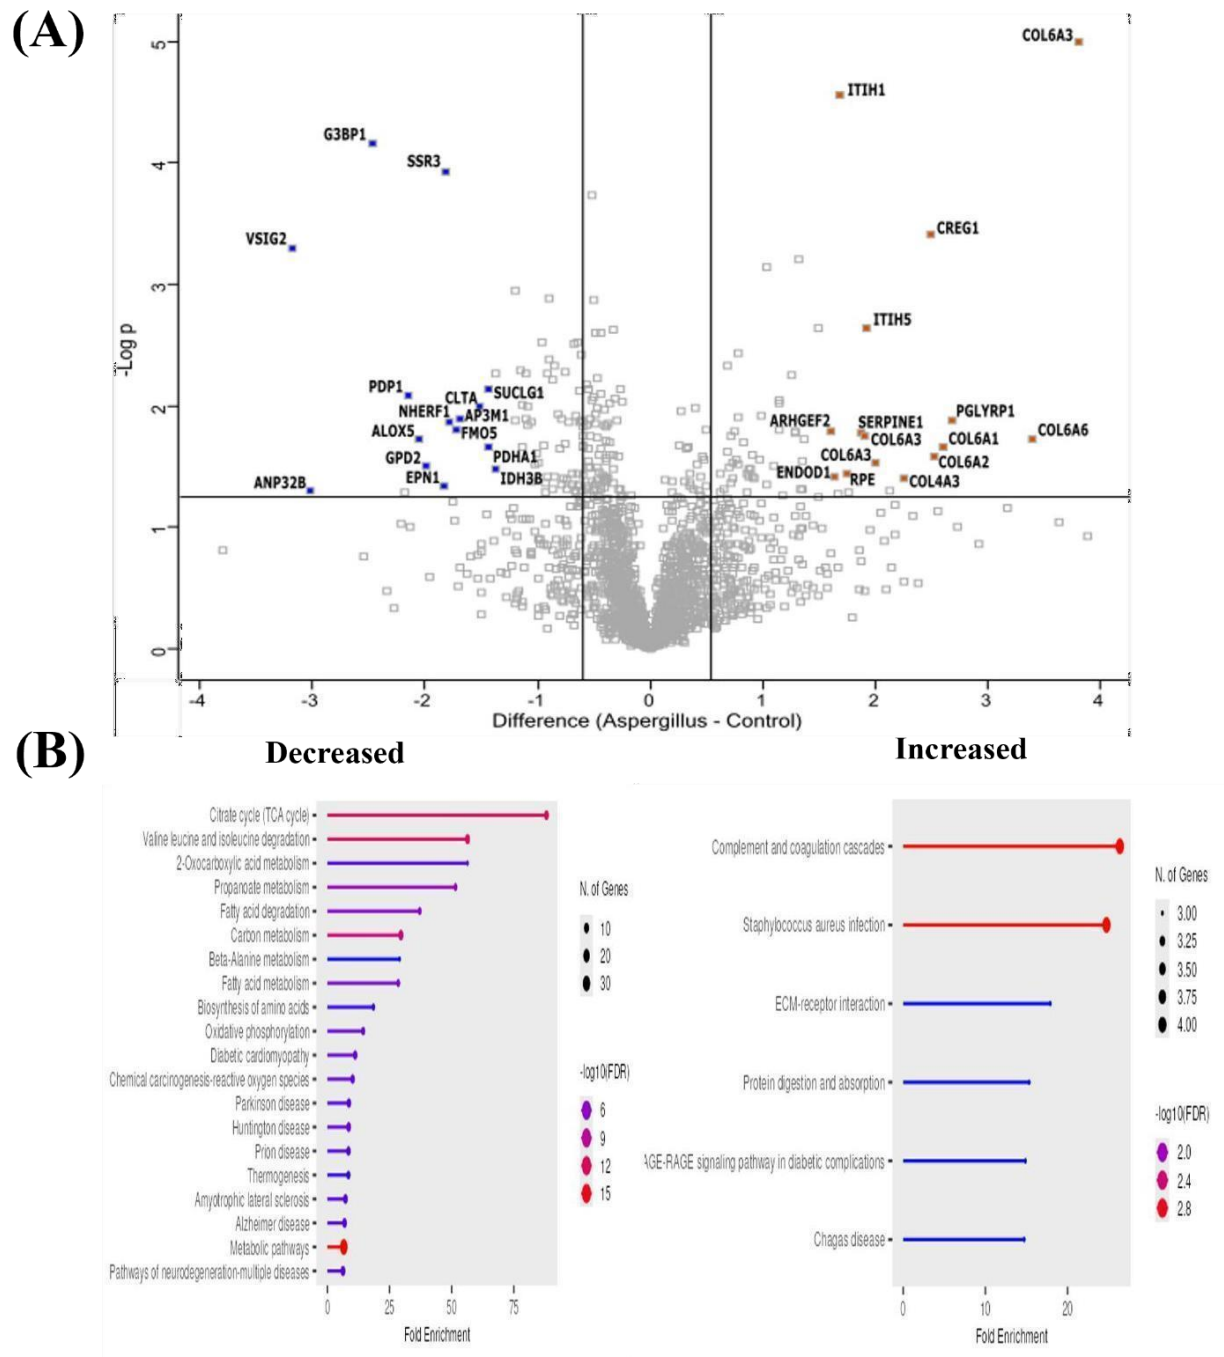 (A)
COL6A3
ITIH1
G3BP1
SSR3
CREG1
VSIG2
ITIH5
PDP1
SUCLG1
CLTA
NHERF1
AP3M1
ALOX5
FMO5
GPD2
PDHA1
EPN1
IDH3B
ANP32B
ARHGEF2
SERPINE1
PGLYRP1
COL6A6
COL6A3
COL6A1
COL6A3
COL6A2
ENDOD1
RPE
COL4A3
-Log p
5
4
3
2
1
0
-4 -3 -2 -1 0 1 2 3 4
Difference (Aspergillus - Control)
(B)
Decreased
Citrate cycle (TCA cycle)
Valine leucine and isoleucine degradation
2-Oxocarboxylic acid metabolism
Propanoate metabolism
Fatty acid degradation
Carbon metabolism
Beta-Alanine metabolism
Fatty acid metabolism
Biosynthesis of amino acids
Oxidative phosphorylation
Diabetic cardiomyopathy
Chemical carcinogenesis-reactive oxygen species
Parkinson disease
Huntington disease
Prion disease
Thermogenesis
Amyotrophic lateral sclerosis
Alzheimer disease
Metabolic pathways
Pathways of neurodegeneration-multiple diseases
0 25 50 75
Fold Enrichment
N. of Genes
10
20
30
-log10(FDR)
6
9
12
15
Increased
Complement and coagulation cascades
Staphylococcus aureus infection
ECM-receptor interaction
Protein digestion and absorption
AGE-RAGE signaling pathway in diabetic complications
Chagas disease
0 10 20
Fold Enrichment
N. of Genes
3.00
3.25
3.50
3.75
4.00
-log10(FDR)
2.0
2.4
2.8